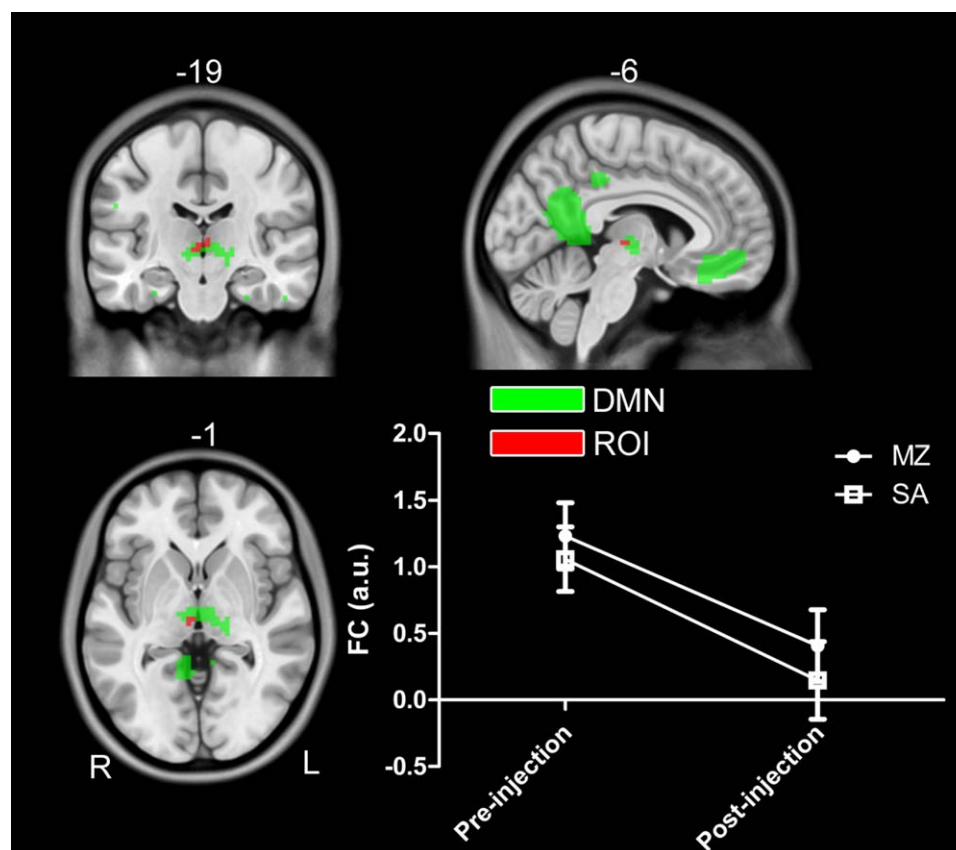 -19
-6
-1
R
L
DMN
ROI
MZ
SA
FC (a.u.)
2.0
1.5
1.0
0.5
0.0
-0.5
Pre-injection
Post-injection